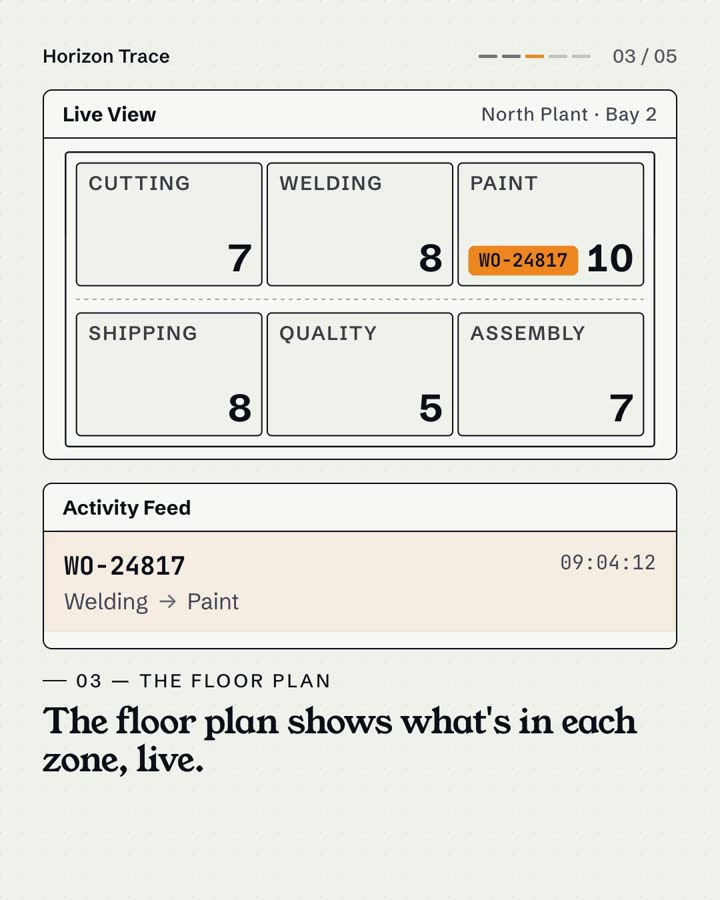 Horizon Trace 03 / 05
Live View North Plant · Bay 2
CUTTING WELDING PAINT
7 8 WO-24817 10
SHIPPING QUALITY ASSEMBLY
8 5 7
Activity Feed
WO-24817 09:04:12
Welding → Paint
— 03 — THE FLOOR PLAN
The floor plan shows what's in each
zone, live.